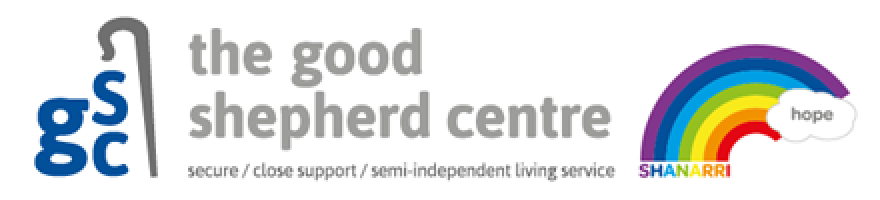 gsc
the good
shepherd centre
secure / close support / semi-independent living service
hope
SHANARRI